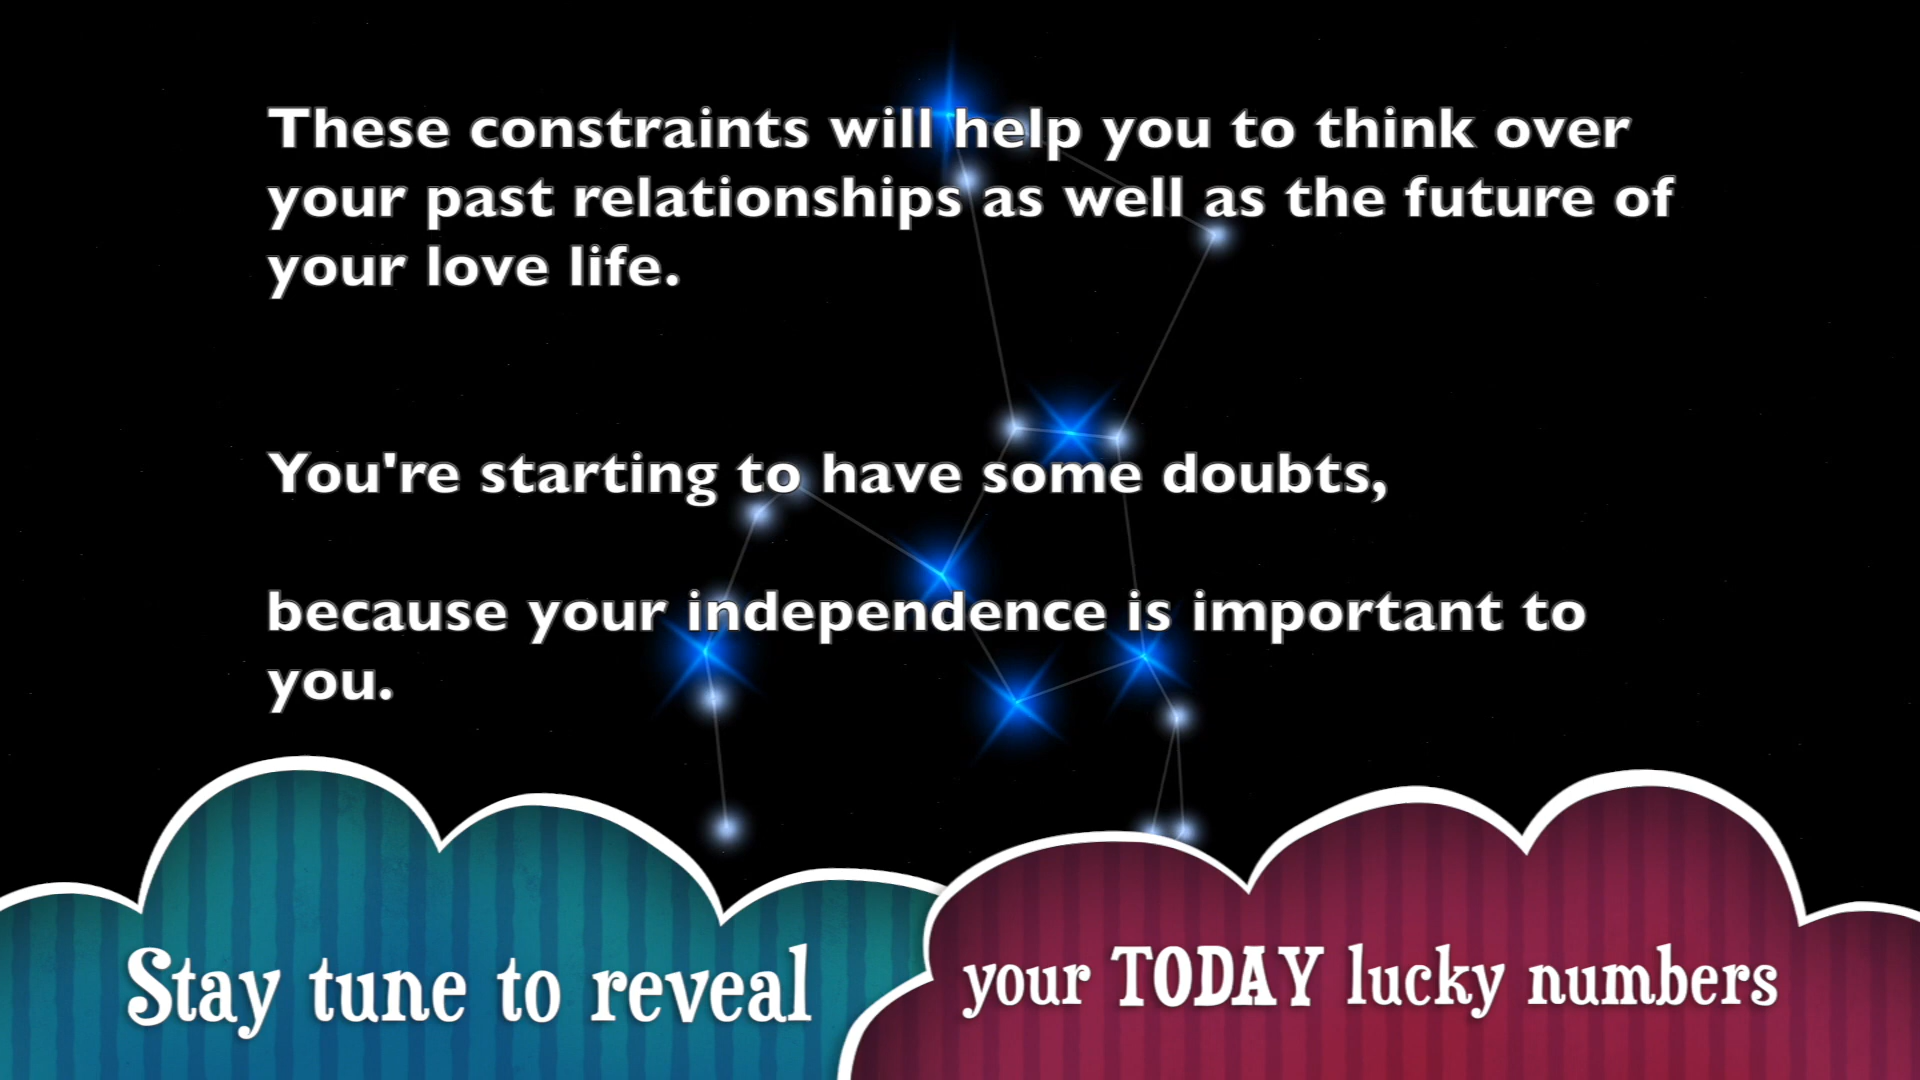 These constraints will help you to think over
your past relationships as well as the future of
your love life.
You're starting to have some doubts,
because your independence is important to
you.
Stay tune to reveal
your TODAY lucky numbers